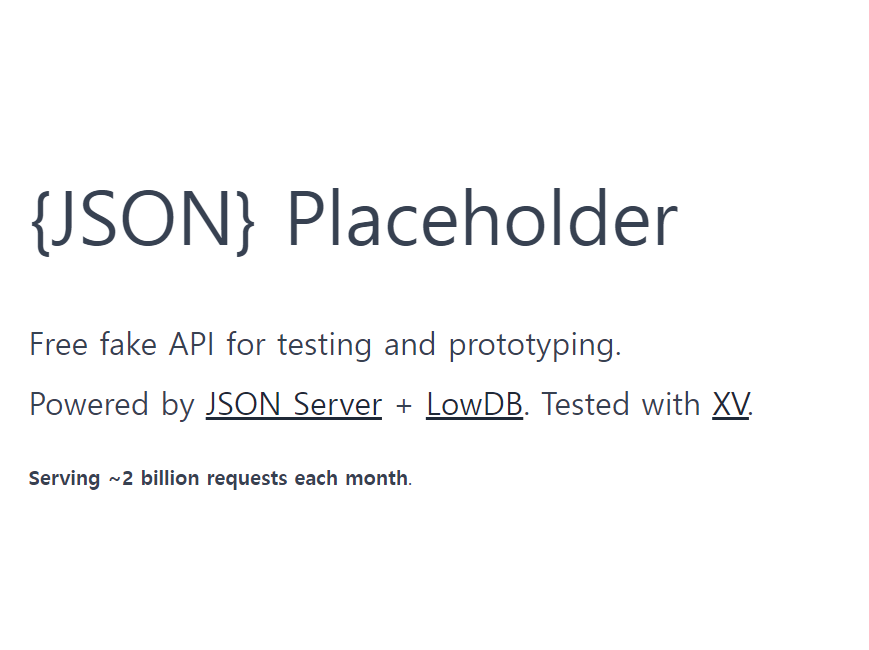 {JSON} Placeholder
Free fake API for testing and prototyping.
Powered by JSON Server + LowDB. Tested with XV.
Serving ~2 billion requests each month.